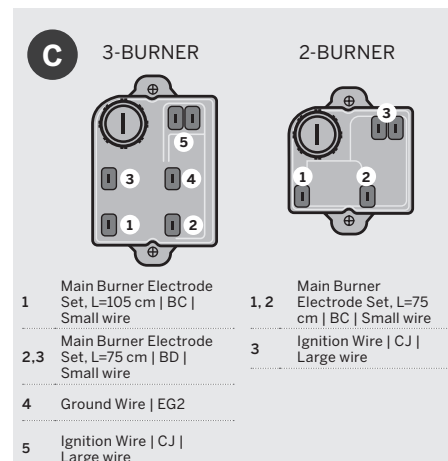 C
3-BURNER
2-BURNER
5
3
4
1
2
3
1
2
1
Main Burner Electrode
Set, L=105 cm | BC |
Small wire
2,3
Main Burner Electrode
Set, L=75 cm | BD |
Small wire
4
Ground Wire | EG2
5
Ignition Wire | CJ |
Large wire
1, 2
Main Burner
Electrode Set, L=75
cm | BC | Small wire
3
Ignition Wire | CJ |
Large wire